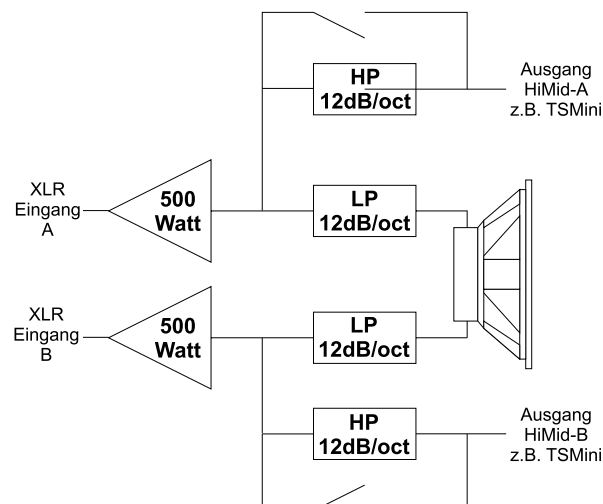 HP
12dB/oct
Ausgang
HiMid-A
z.B. TSMini
XLR
Eingang
A
500
Watt
LP
12dB/oct
XLR
Eingang
B
500
Watt
LP
12dB/oct
HP
12dB/oct
Ausgang
HiMid-B
z.B. TSMini